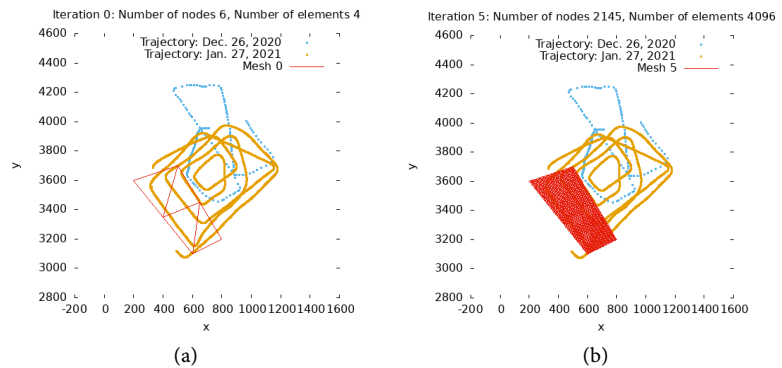 Iteration 0: Number of nodes 6, Number of elements 4
4600
4400
4200
4000
3800
3600
3400
3200
3000
2800
y
Trajectory: Dec. 26, 2020
Trajectory: Jan. 27, 2021
Mesh 0
-200 0 200 400 600 800 1000 1200 1400 1600
x
(a)
Iteration 5: Number of nodes 2145, Number of elements 4096
4600
4400
4200
4000
3800
3600
3400
3200
3000
2800
y
Trajectory: Dec. 26, 2020
Trajectory: Jan. 27, 2021
Mesh 5
-200 0 200 400 600 800 1000 1200 1400 1600
x
(b)